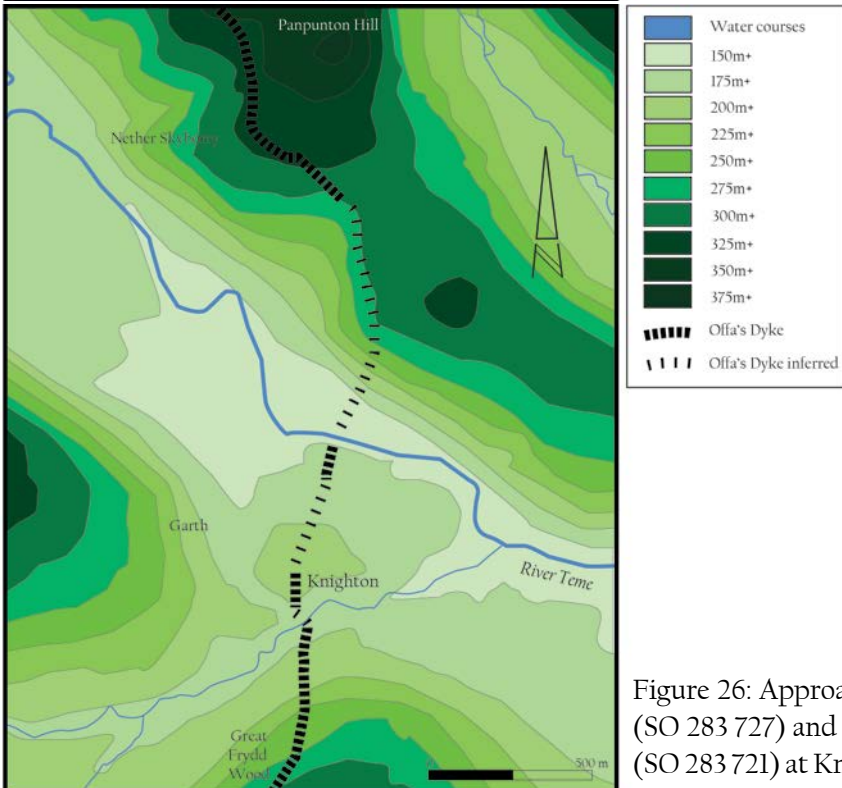 Panpunton Hill
Nether Skyborry
Garth
Knighton
River Teme
Great
Frydd
Wood
500 m
Water courses
150m+
175m+
200m+
225m+
250m+
275m+
300m+
325m+
350m+
375m+
Offa's Dyke
Offa's Dyke inferred
N
Figure 26: Approa
(SO 283 727) and
(SO 283 721) at Kn